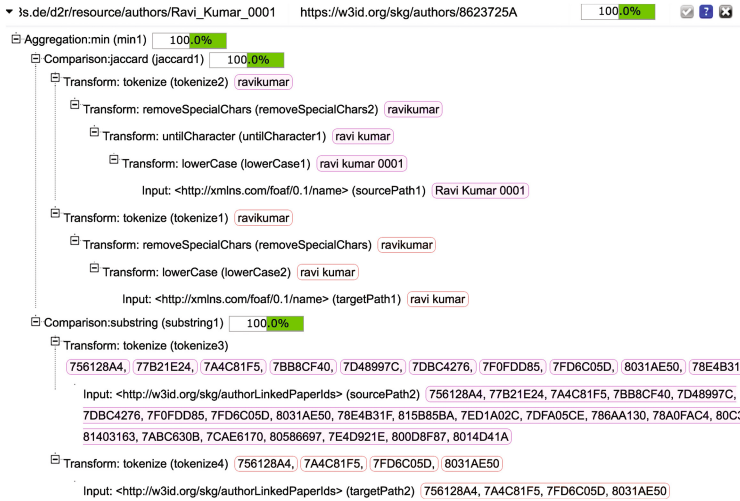 3s.de/d2r/resource/authors/Ravi_Kumar_0001 https://w3id.org/skg/authors/8623725A 100.0%
Aggregation:min (min1) 100.0%
Comparison:jaccard (jaccard1) 100.0%
Transform: tokenize (tokenize2) ravikumar
Transform: removeSpecialChars (removeSpecialChars2) ravikumar
Transform: untilCharacter (untilCharacter1) ravi kumar
Transform: lowerCase (lowerCase1) ravi kumar 0001
Input: <http://xmlns.com/foaf/0.1/name> (sourcePath1) Ravi Kumar 0001
Transform: tokenize (tokenize1) ravikumar
Transform: removeSpecialChars (removeSpecialChars) ravikumar
Transform: lowerCase (lowerCase2) ravi kumar
Input: <http://xmlns.com/foaf/0.1/name> (targetPath1) ravi kumar
Comparison:substring (substring1) 100.0%
Transform: tokenize (tokenize3)
756128A4, 77B21E24, 7A4C81F5, 7BB8CF40, 7D48997C, 7DBC4276, 7F0FDD85, 7FD6C05D, 8031AE50, 78E4B31
Input: <http://w3id.org/skg/authorLinkedPaperIds> (sourcePath2) 756128A4, 77B21E24, 7A4C81F5, 7BB8CF40, 7D48997C,
7DBC4276, 7F0FDD85, 7FD6C05D, 8031AE50, 78E4B31F, 815B85BA, 7ED1A02C, 7DFA05CE, 786AA130, 78A0FAC4, 80C3
81403163, 7ABC630B, 7CAE6170, 80586697, 7E4D921E, 800D8F87, 8014D41A
Transform: tokenize (tokenize4) 756128A4, 7A4C81F5, 7FD6C05D, 8031AE50
Input: <http://w3id.org/skg/authorLinkedPaperIds> (targetPath2) 756128A4, 7A4C81F5, 7FD6C05D, 8031AE50